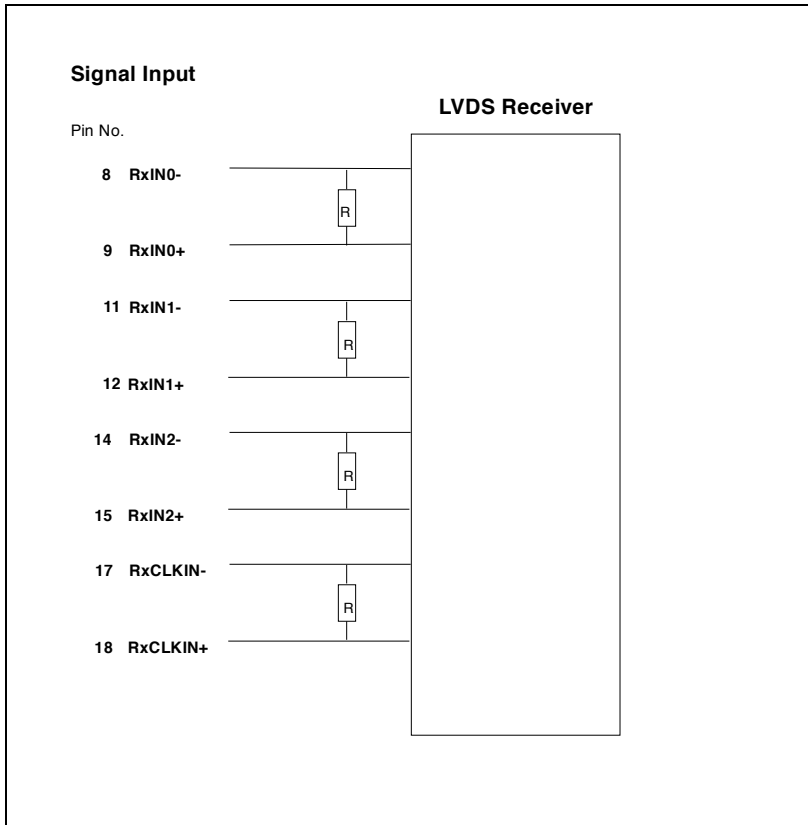 Signal Input
LVDS Receiver
Pin No.
8 RxIN0-
R
9 RxIN0+
11 RxIN1-
R
12 RxIN1+
14 RxIN2-
R
15 RxIN2+
17 RxCLKIN-
R
18 RxCLKIN+